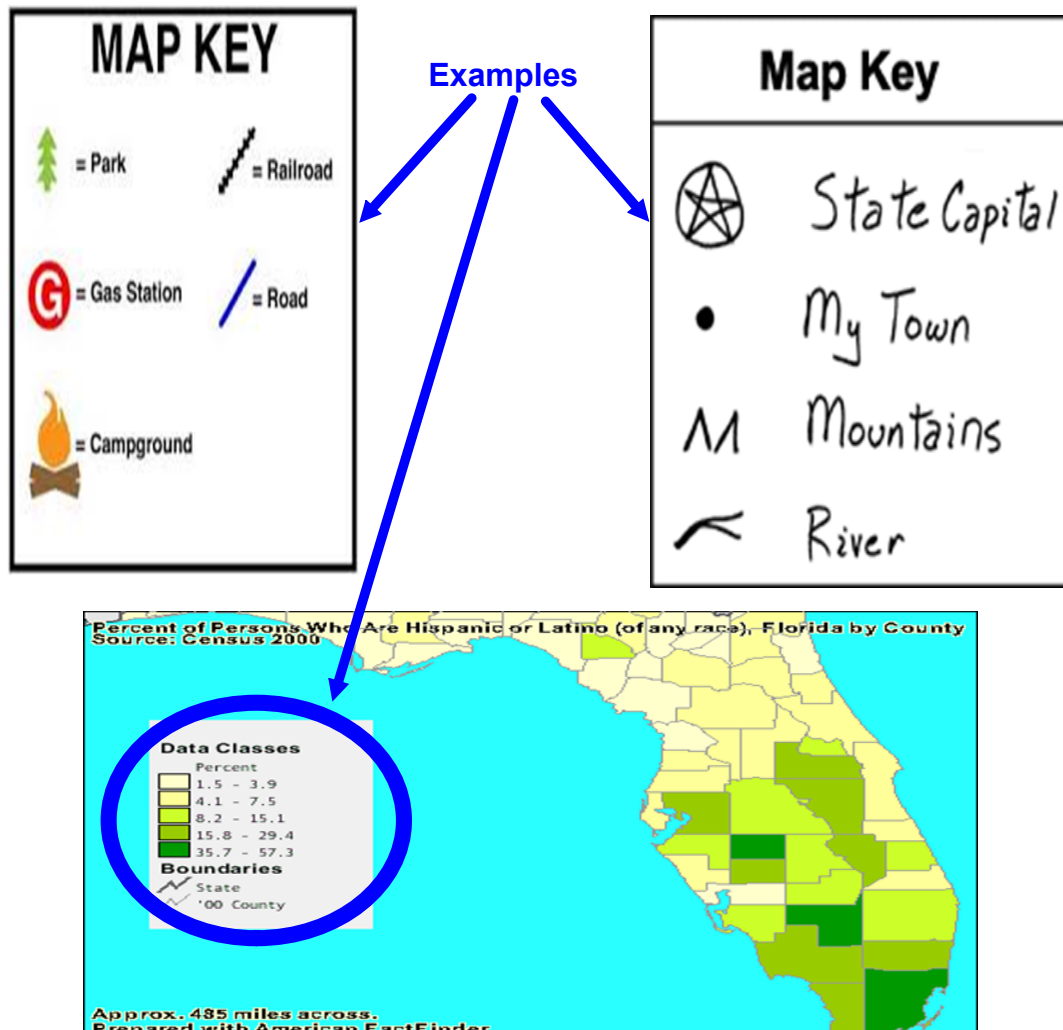 MAP KEY
= Park
= Railroad
G = Gas Station
= Road
= Campground
Examples
Map Key
State Capital
My Town
Mountains
River
Percent of Persons Who Are Hispanic or Latino (of any race), Florida by County
Source: Census 2000
Data Classes
Percent
1.5 - 3.9
4.1 - 7.5
8.2 - 15.1
15.8 - 29.4
35.7 - 57.3
Boundaries
State
'00 County
Approx. 485 miles across.
Prepared with American FactFinder